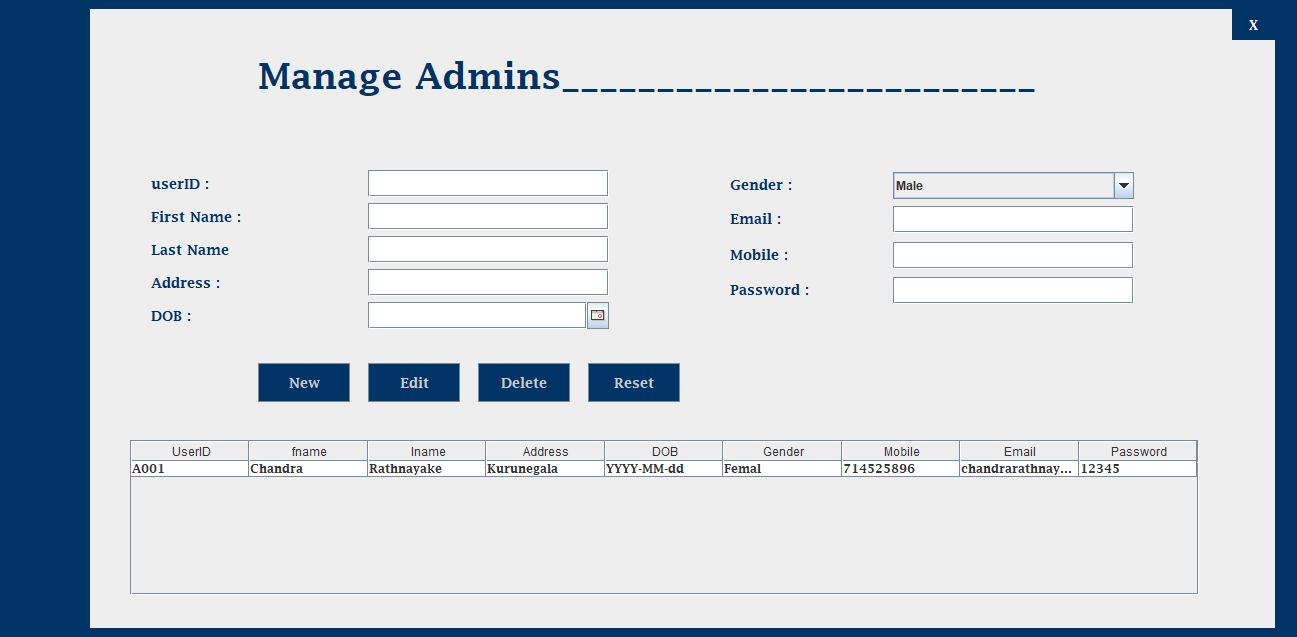 X
Manage Admins_________________________
userID :
Gender : Male
First Name :
Email :
Last Name
Mobile :
Address :
Password :
DOB :
New Edit Delete Reset
UserID fname lname Address DOB Gender Mobile Email Password
A001 Chandra Rathnayake Kurunegala YYYY-MM-dd Femal 714525896 chandrarathnay... 12345